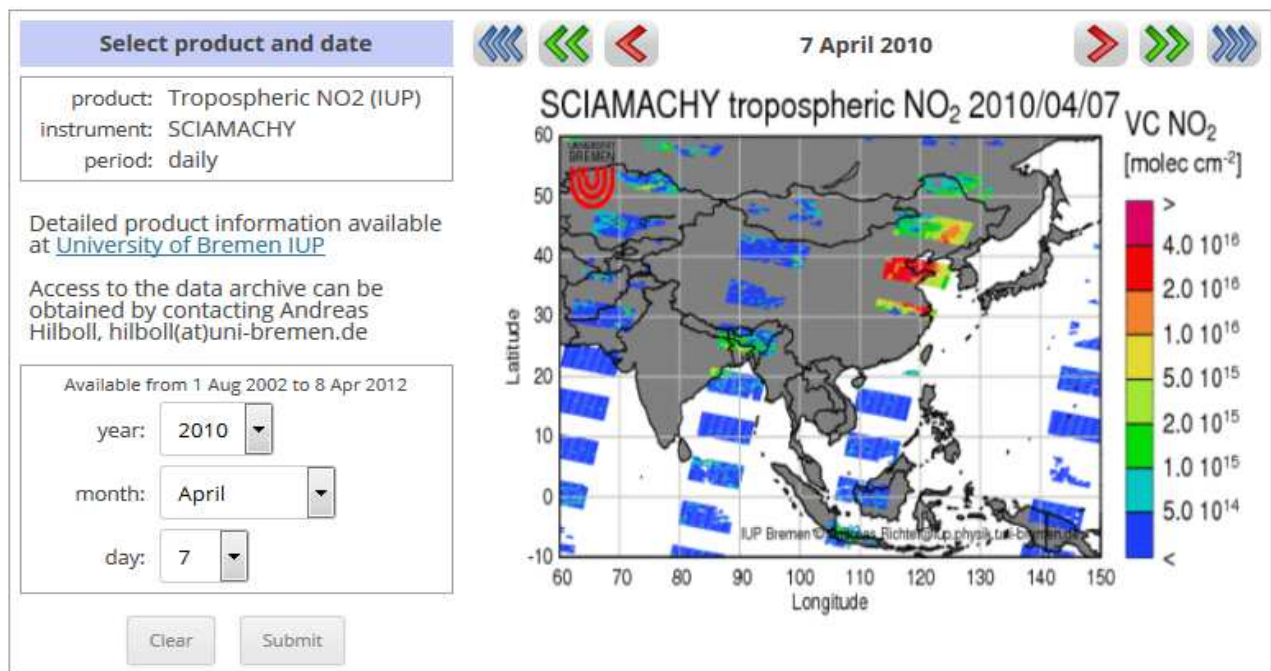 Select product and date
product: Tropospheric NO2 (IUP)
instrument: SCIAMACHY
period: daily
Detailed product information available
at University of Bremen IUP
Access to the data archive can be
obtained by contacting Andreas
Hilboll, hilboll(at)uni-bremen.de
Available from 1 Aug 2002 to 8 Apr 2012
year: 2010
month: April
day: 7
Clear Submit
7 April 2010
SCIAMACHY tropospheric NO₂ 2010/04/07
VC NO₂
[molec cm⁻²]
>
4.0 10¹⁶
2.0 10¹⁶
1.0 10¹⁶
5.0 10¹⁵
2.0 10¹⁵
1.0 10¹⁵
5.0 10¹⁴
<
BREMEN
Latitude
60
50
40
30
20
10
0
-10
IUP Bremen ©
60 70 80 90 100 110 120 130 140 150
Longitude